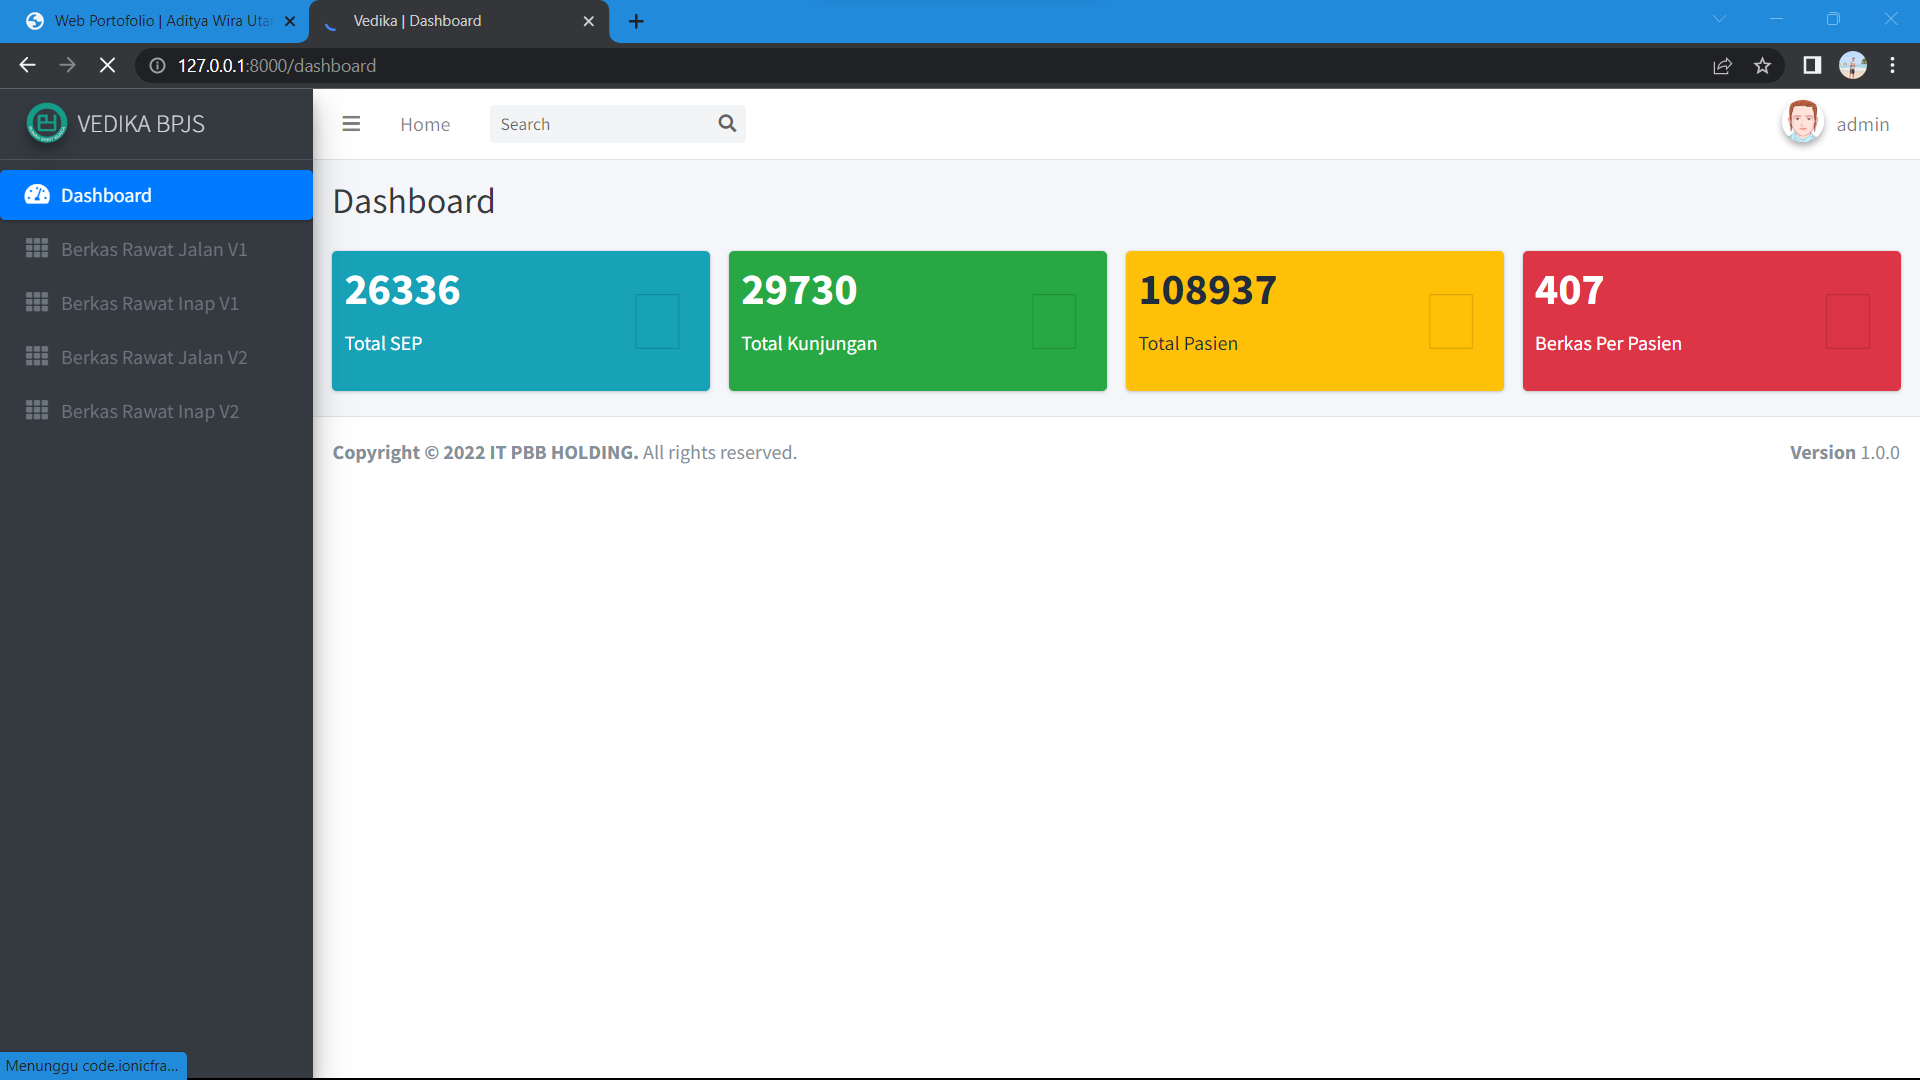 Web Portofolio | Aditya Wira Uta
Vedika | Dashboard
127.0.0.1:8000/dashboard
VEDIKA BPJS
Home
Search
admin
Dashboard
Berkas Rawat Jalan V1
Berkas Rawat Inap V1
Berkas Rawat Jalan V2
Berkas Rawat Inap V2
Dashboard
26336
Total SEP
29730
Total Kunjungan
108937
Total Pasien
407
Berkas Per Pasien
Copyright © 2022 IT PBB HOLDING. All rights reserved.
Version 1.0.0
Menunggu code.ionicfra...